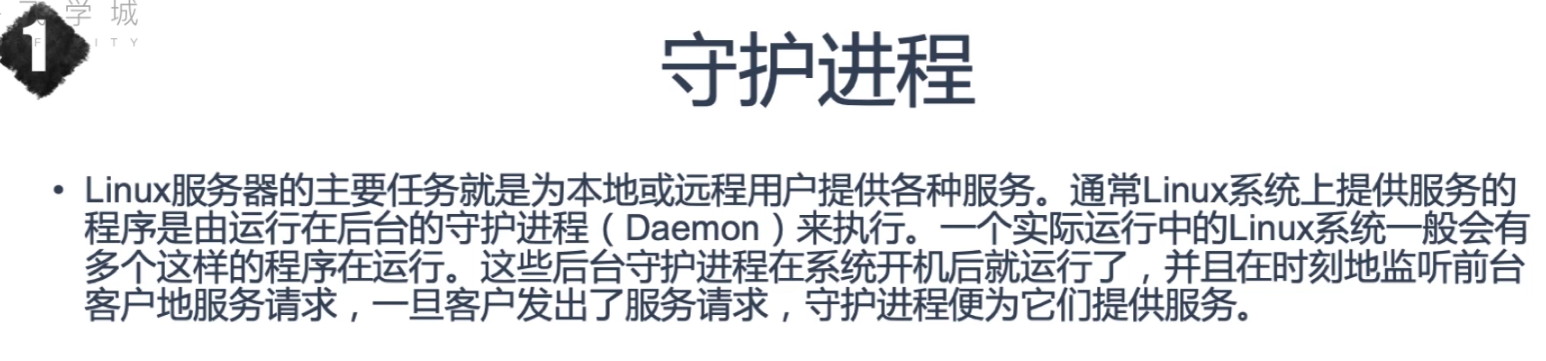 学城
1
ITY
守护进程
• Linux服务器的主要任务就是为本地或远程用户提供各种服务。通常Linux系统上提供服务的
程序是由运行在后台的守护进程（Daemon）来执行。一个实际运行中的Linux系统一般会有
多个这样的程序在运行。这些后台守护进程在系统开机后就运行了，并且在时刻地监听前台
客户地服务请求，一旦客户发出了服务请求，守护进程便为它们提供服务。